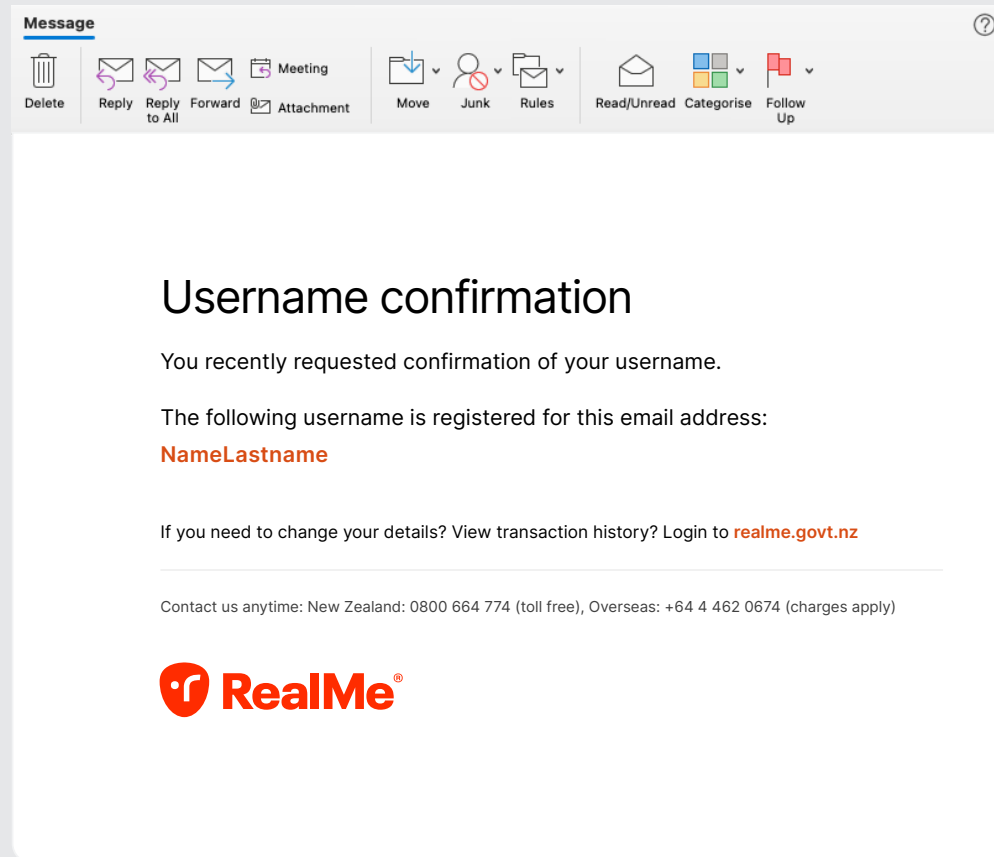 Message
?
Delete
Reply
Reply to All
Forward
Meeting
Attachment
Move
Junk
Rules
Read/Unread
Categorise
Follow Up
Username confirmation
You recently requested confirmation of your username.
The following username is registered for this email address:
NameLastname
If you need to change your details? View transaction history? Login to realme.govt.nz
Contact us anytime: New Zealand: 0800 664 774 (toll free), Overseas: +64 4 462 0674 (charges apply)
RealMe®